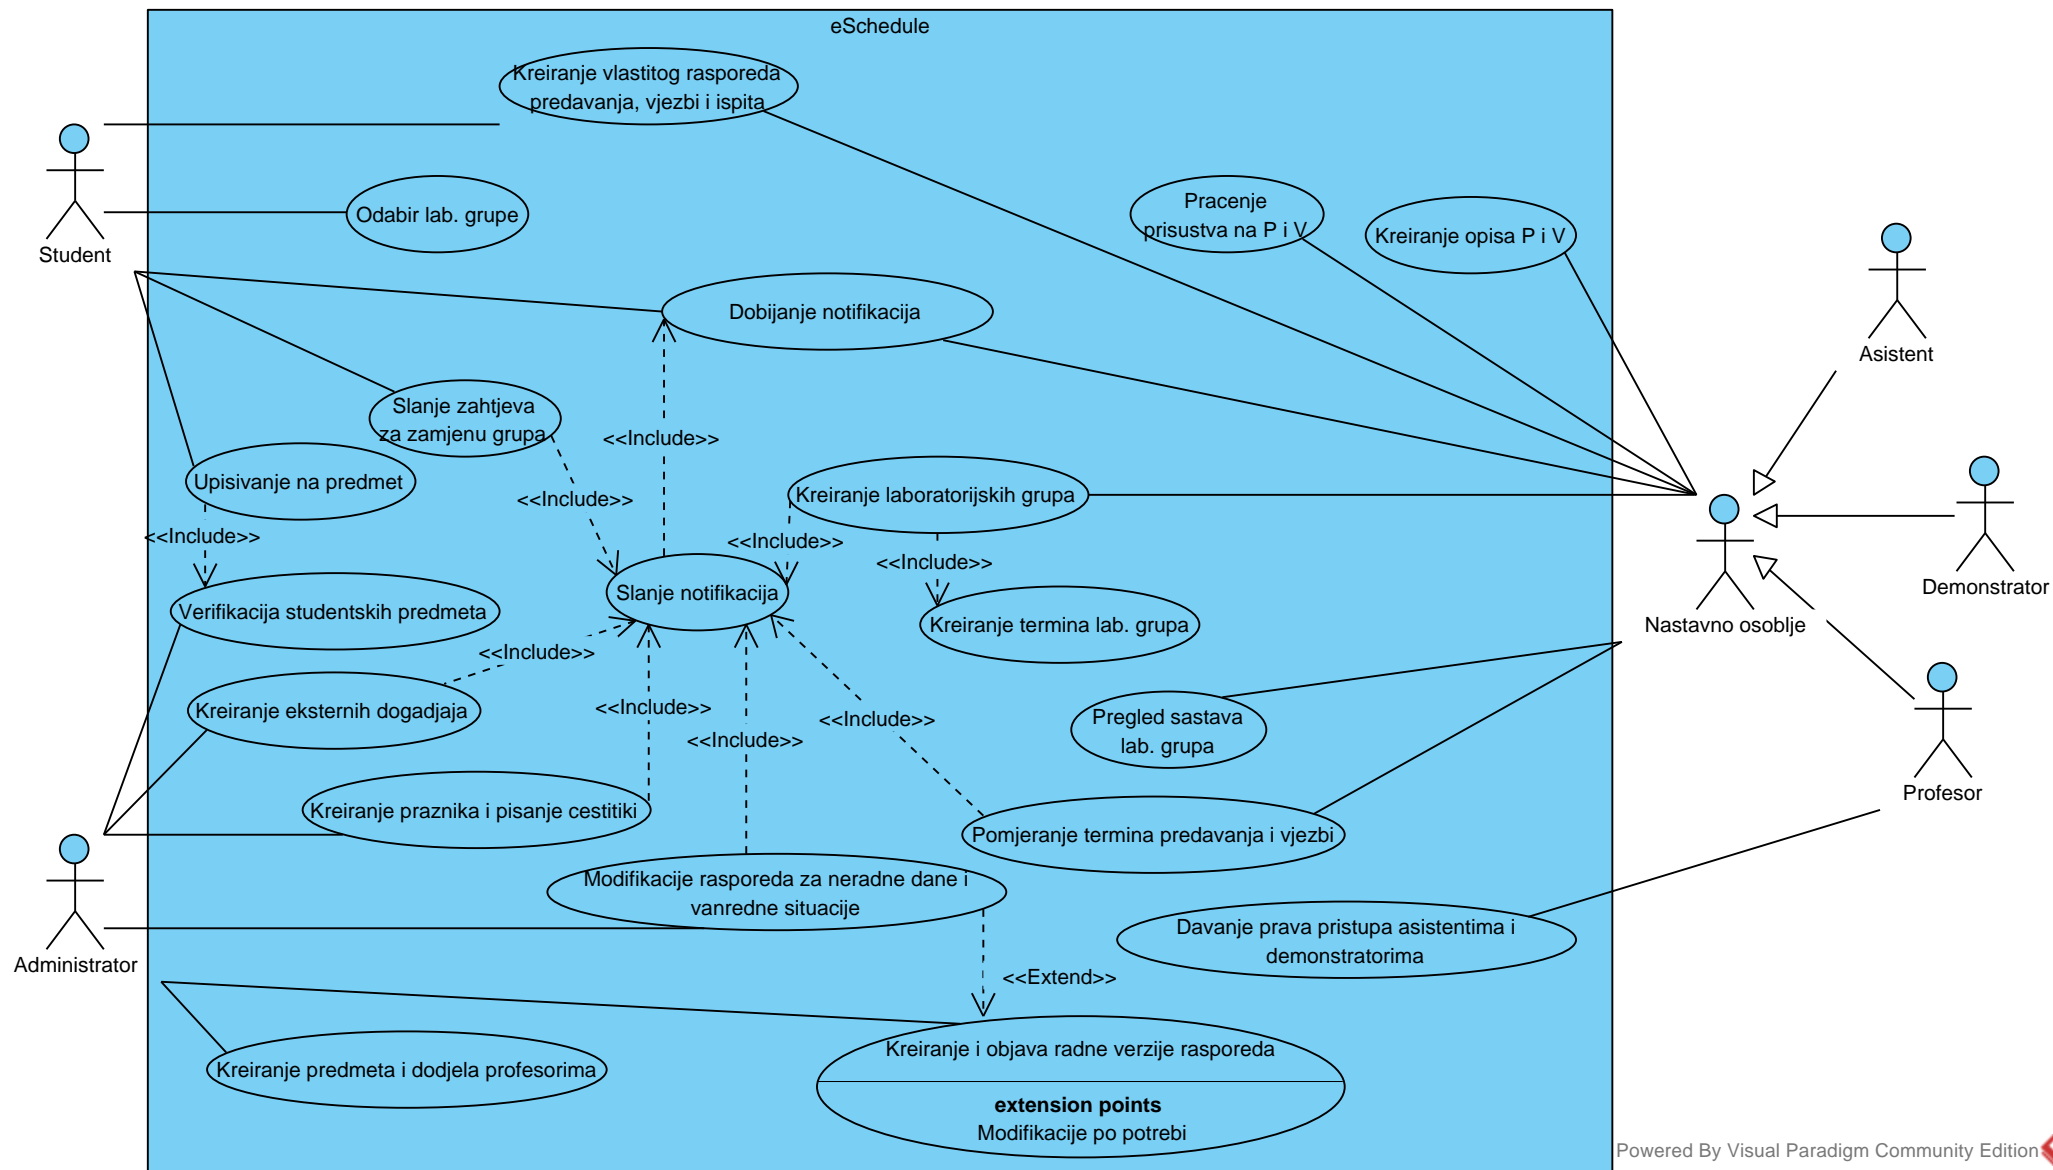 eSchedule
Kreiranje vlastitog rasporeda
predavanja, vjezbi i ispita
Student
Odabir lab. grupe
Pracenje
prisustva na P i V
Kreiranje opisa P i V
Asistent
Dobijanje notifikacija
Slanje zahtjeva
za zamjenu grupa
<<Include>>
Upisivanje na predmet
<<Include>>
Kreiranje laboratorijskih grupa
<<Include>>
<<Include>>
<<Include>>
Slanje notifikacija
Demonstrator
Verifikacija studentskih predmeta
Kreiranje termina lab. grupa
Nastavno osoblje
<<Include>>
Kreiranje eksternih dogadjaja
<<Include>>
<<Include>>
<<Include>>
Pregled sastava
lab. grupa
Profesor
Kreiranje praznika i pisanje cestitiki
Pomjeranje termina predavanja i vjezbi
Modifikacije rasporeda za neradne dane i
vanredne situacije
Davanje prava pristupa asistentima i
demonstratorima
Administrator
<<Extend>>
Kreiranje i objava radne verzije rasporeda
extension points
Modifikacije po potrebi
Kreiranje predmeta i dodjela profesorima
Powered By Visual Paradigm Community Edition